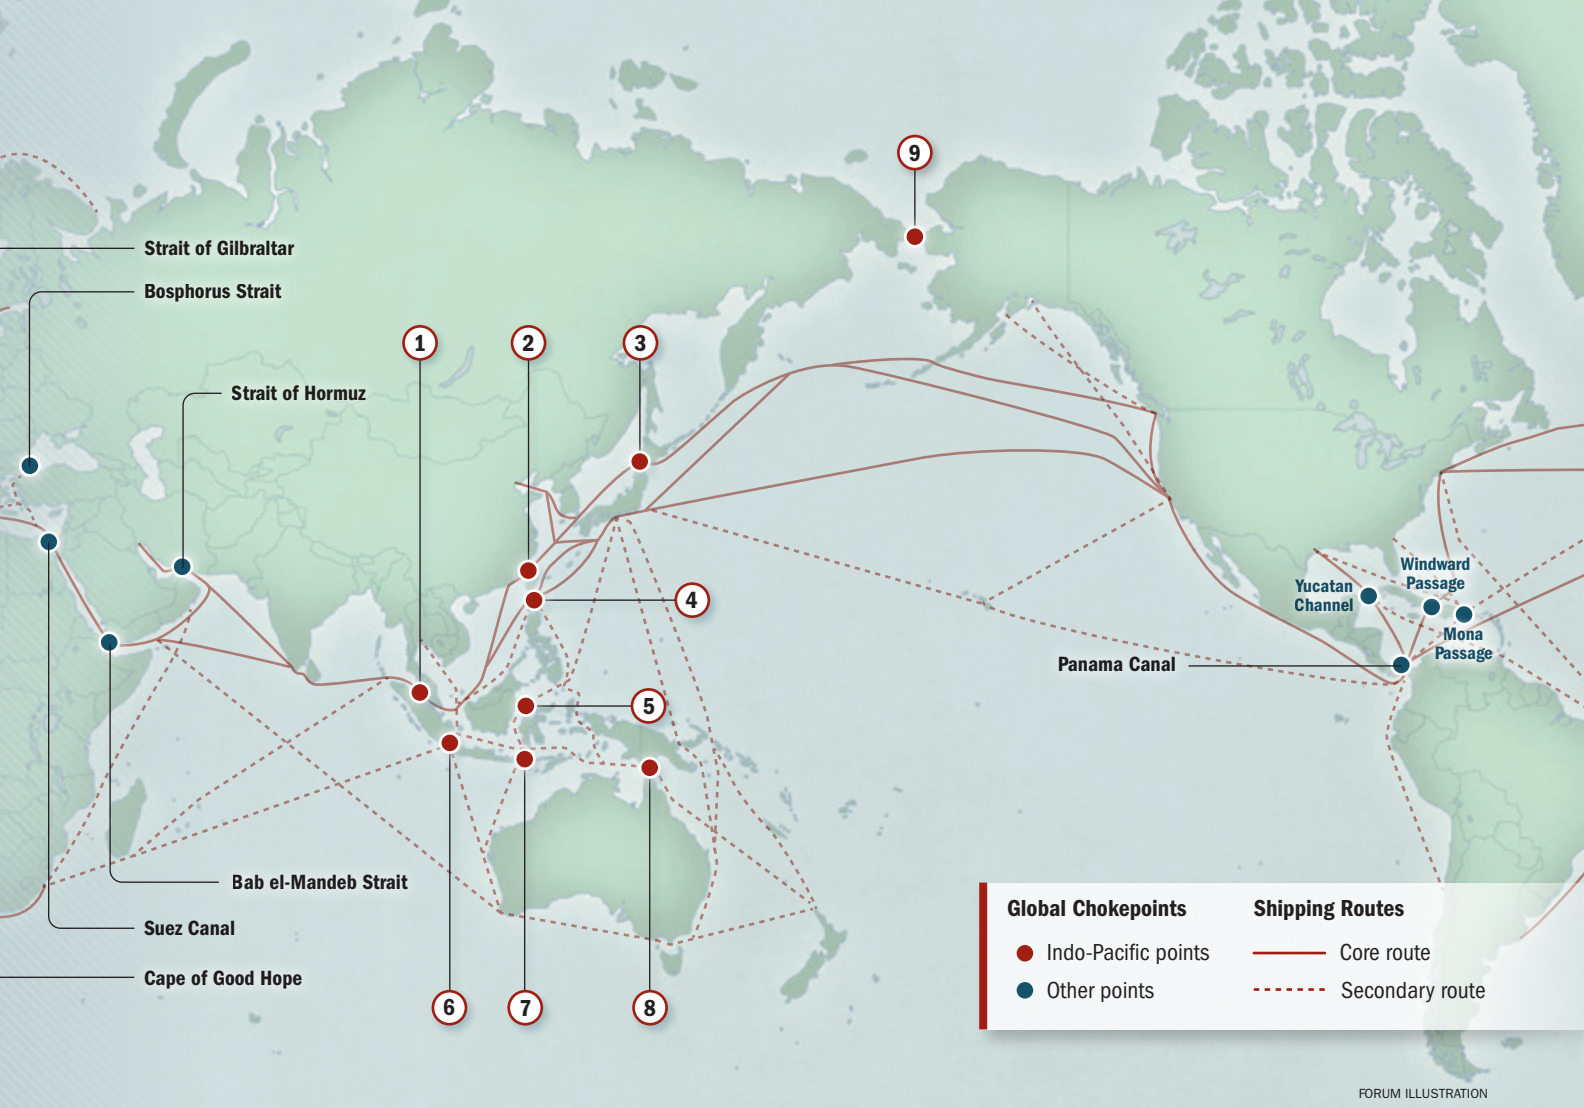 9
Strait of Gilbraltar
Bosphorus Strait
1
2
3
Strait of Hormuz
Windward
Passage
Yucatan
Channel
4
Mona
Passage
Panama Canal
5
Bab el-Mandeb Strait
Suez Canal
Cape of Good Hope
6
7
8
Global Chokepoints
Indo-Pacific points
Other points
Shipping Routes
Core route
Secondary route
FORUM ILLUSTRATION